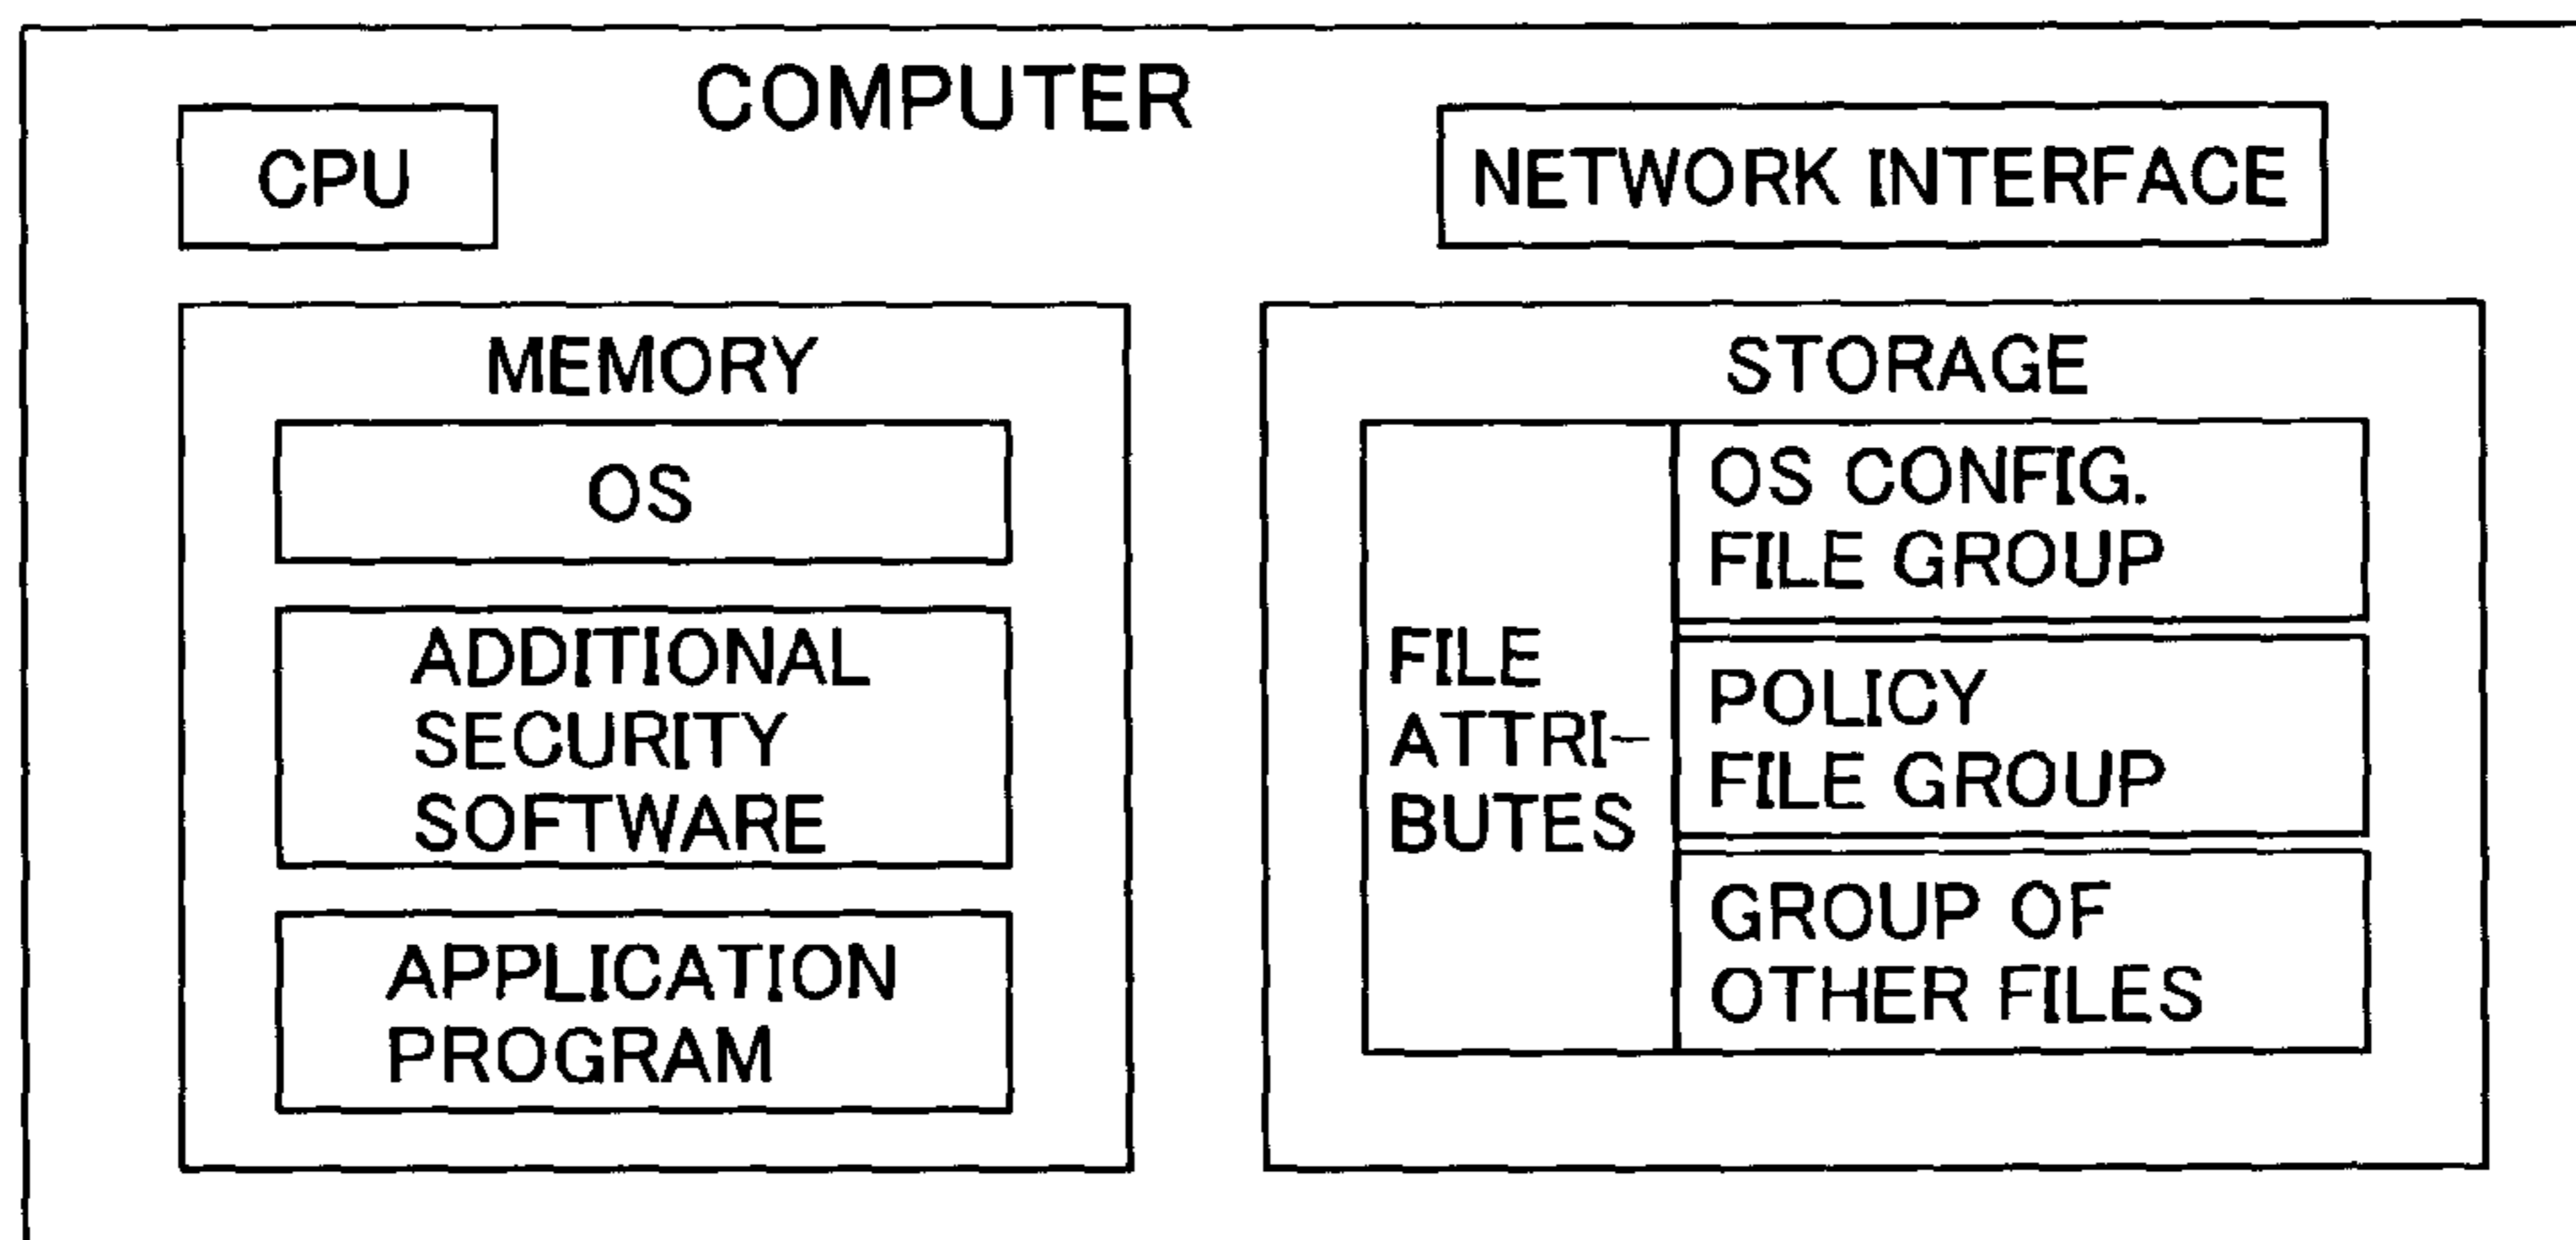 COMPUTER
CPU
NETWORK INTERFACE
MEMORY
OS
ADDITIONAL
SECURITY
SOFTWARE
APPLICATION
PROGRAM
STORAGE
FILE
ATTRI-
BUTES
OS CONFIG.
FILE GROUP
POLICY
FILE GROUP
GROUP OF
OTHER FILES